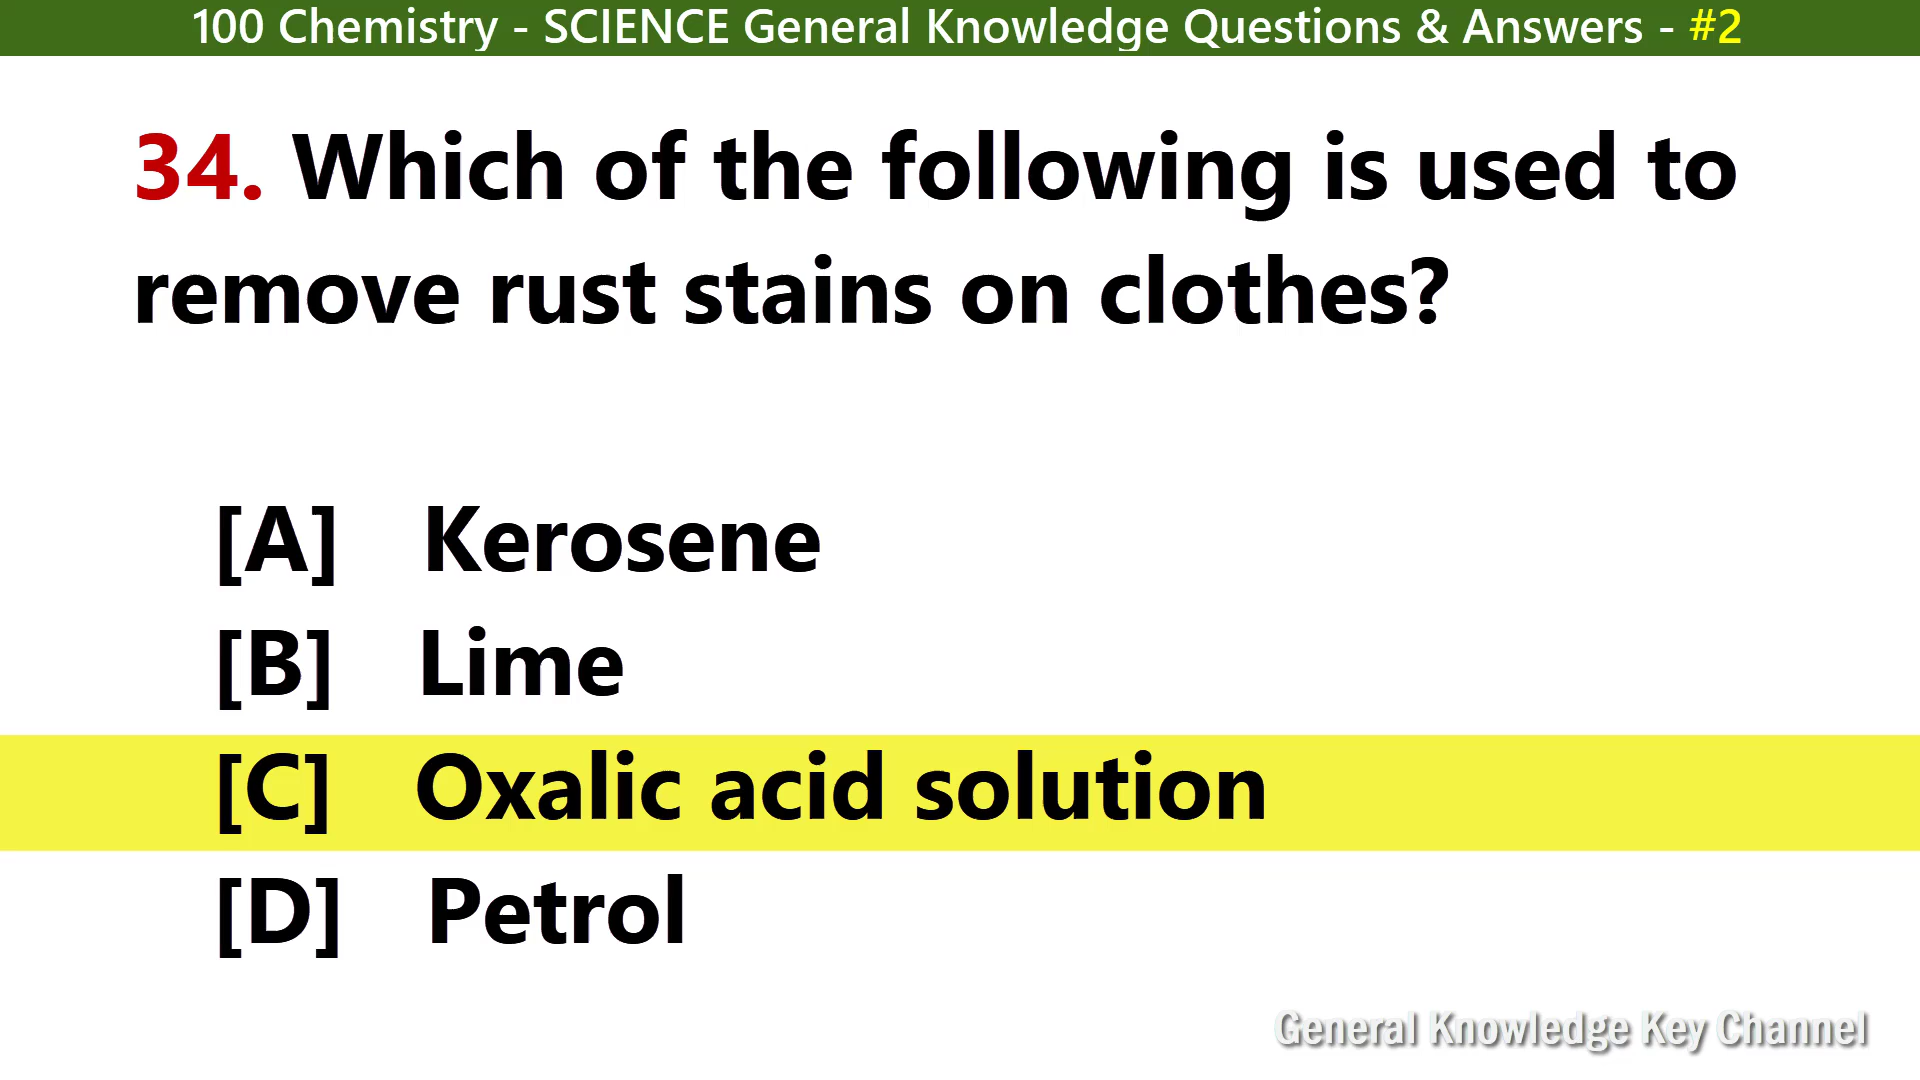 100 Chemistry - SCIENCE General Knowledge Questions & Answers - #2
34. Which of the following is used to
remove rust stains on clothes?
[A] Kerosene
[B] Lime
[C] Oxalic acid solution
[D] Petrol
General Knowledge Key Channel